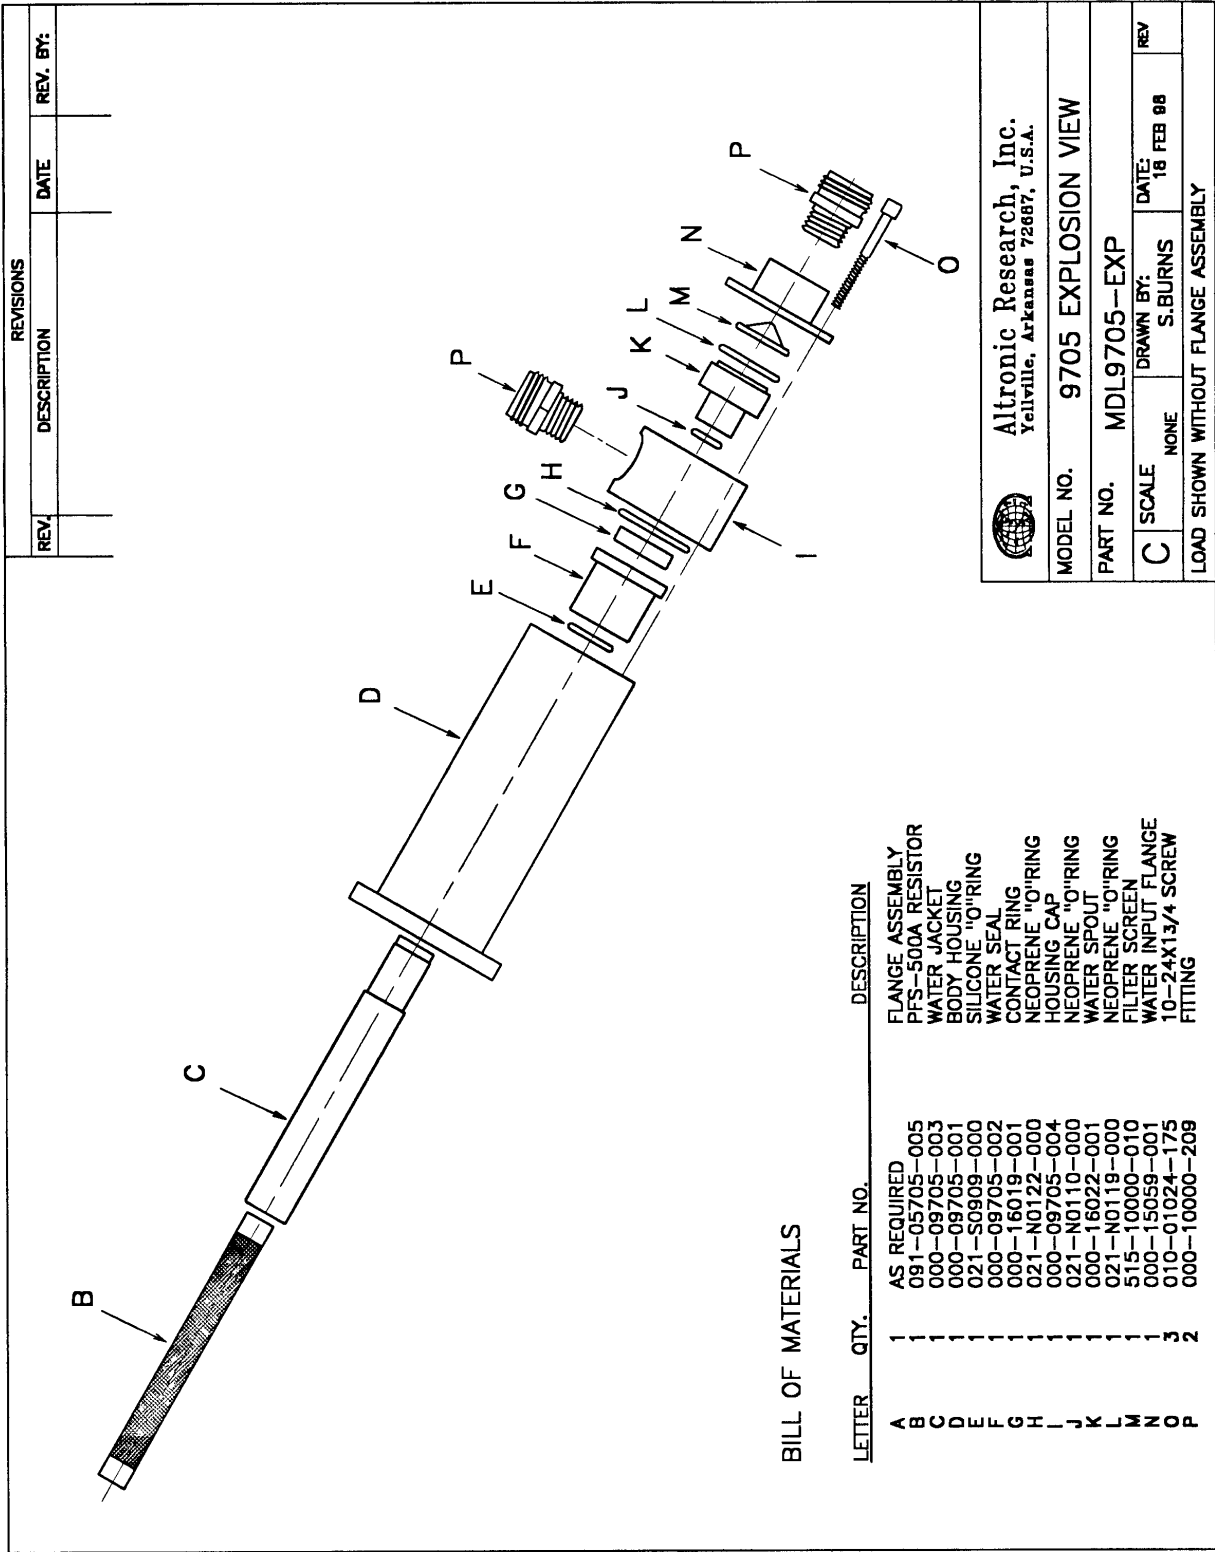 REVISIONS
REV. DESCRIPTION DATE REV. BY:
B
C
D
E
F
G
H
I
J
K
L
M
N
O
P
P
BILL OF MATERIALS
LETTER QTY. PART NO. DESCRIPTION
A 1 AS REQUIRED FLANGE ASSEMBLY
B 1 091-05705-005 PFS-500A RESISTOR
C 1 000-09705-003 WATER JACKET
D 1 000-09705-001 BODY HOUSING
E 1 021-S0909-000 SILICONE "O"RING
F 1 000-09705-002 WATER SEAL
G 1 000-16019-001 CONTACT RING
H 1 021-N0122-000 NEOPRENE "O"RING
I 1 000-09705-004 HOUSING CAP
J 1 021-N0110-000 NEOPRENE "O"RING
K 1 000-16022-001 WATER SPOUT
L 1 021-N0119-000 NEOPRENE "O"RING
M 1 515-10000-010 FILTER SCREEN
N 1 000-15059-001 WATER INPUT FLANGE
O 3 010-01024-175 10-24X13/4 SCREW
P 2 000-10000-209 FITTING
Altronic Research, Inc.
Yellville, Arkansas 72687, U.S.A.
MODEL NO. 9705 EXPLOSION VIEW
PART NO. MDL9705-EXP
C SCALE NONE DRAWN BY: S.BURNS DATE: 18 FEB 98 REV
LOAD SHOWN WITHOUT FLANGE ASSEMBLY